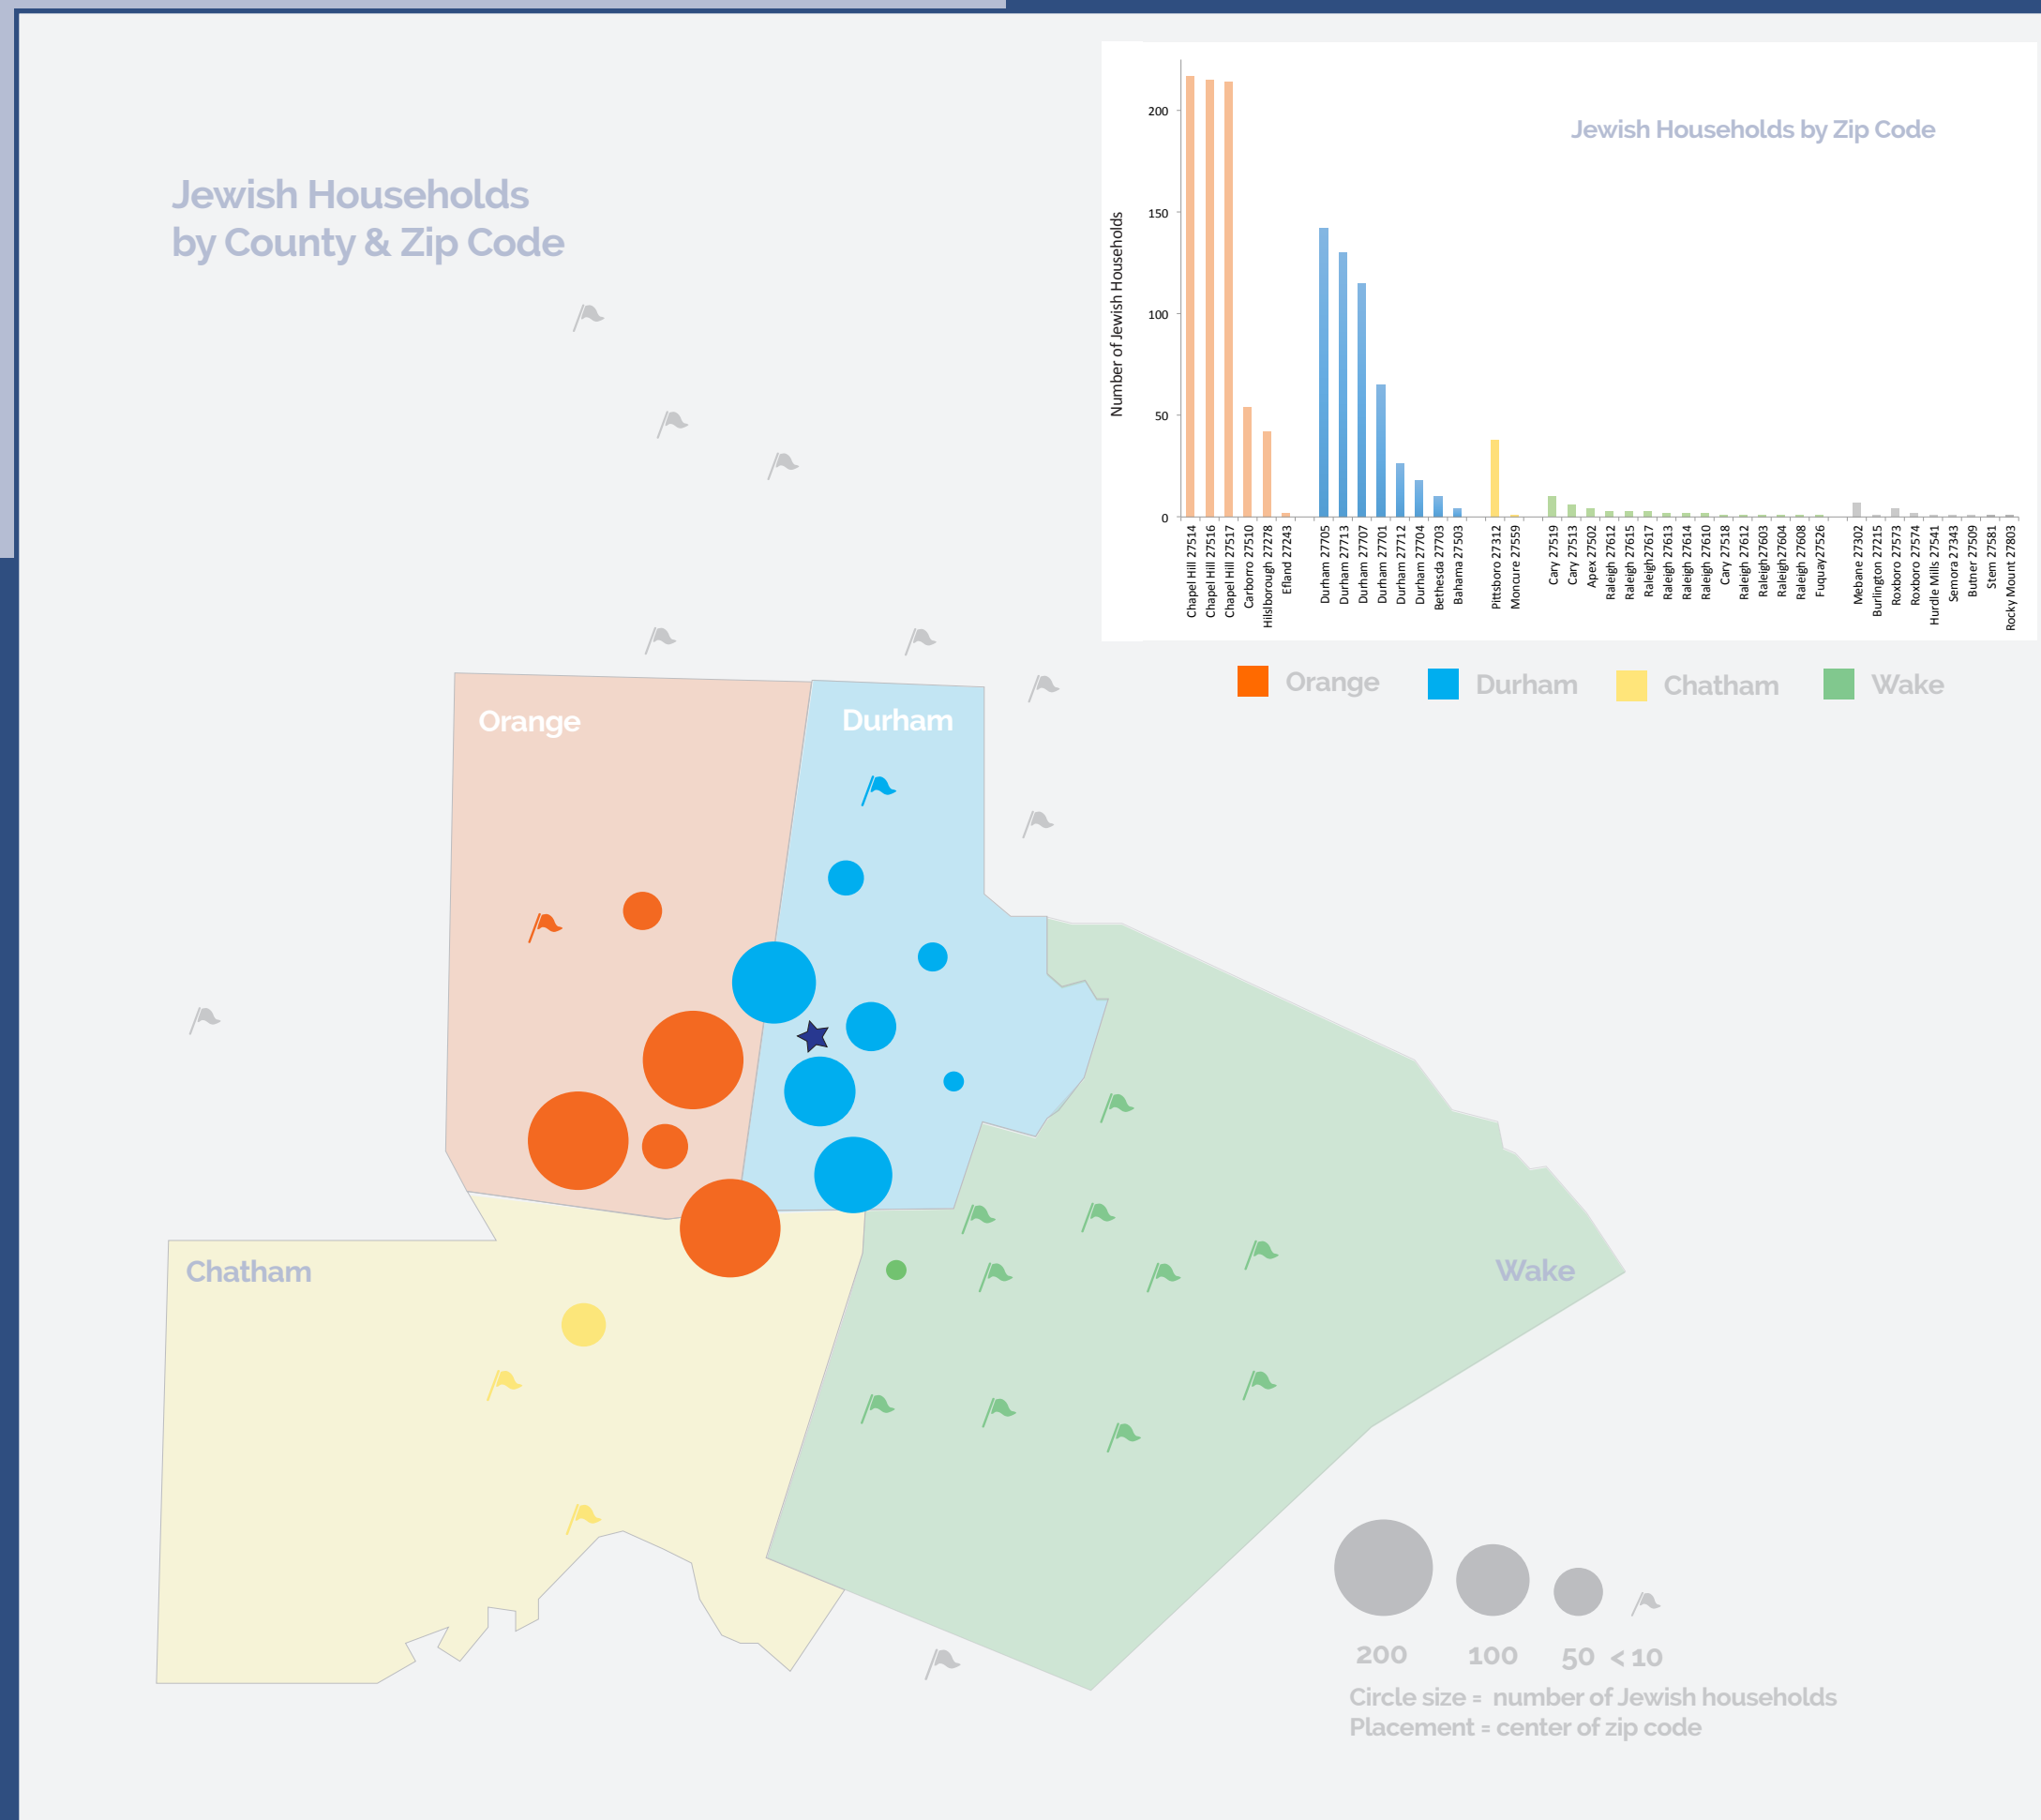 Jewish Households
by County & Zip Code
Jewish Households by Zip Code
Number of Jewish Households
200
150
100
50
0
Chapel Hill 27514
Chapel Hill 27516
Chapel Hill 27517
Carborro 27510
Hilslborough 27278
Efland 27243
Durham 27705
Durham 27713
Durham 27707
Durham 27701
Durham 27712
Durham 27704
Bethesda 27703
Bahama 27503
Pittsboro 27312
Moncure 27559
Cary 27519
Cary 27513
Apex 27502
Raleigh 27612
Raleigh 27615
Raleigh27617
Raleigh 27613
Raleigh 27614
Raleigh 27610
Cary 27518
Raleigh 27612
Raleigh27603
Raleigh27604
Raleigh 27608
Fuquay27526
Mebane 27302
Burlington 27215
Roxboro 27573
Roxboro 27574
Hurdle Mills 27541
Semora 27343
Butner 27509
Stem 27581
Rocky Mount 27803
Orange
Durham
Chatham
Wake
Orange
Durham
Chatham
Wake
200
100
50
< 10
Circle size = number of Jewish households
Placement = center of zip code